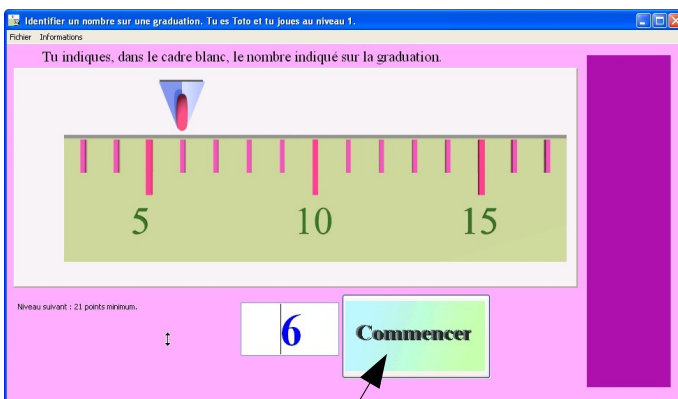 Identifier un nombre sur une graduation. Tu es Toto et tu joues au niveau 1.
Fichier Informations
Tu indiques, dans le cadre blanc, le nombre indiqué sur la graduation.
5 10 15
Niveau suivant : 21 points minimum.
6
Commencer